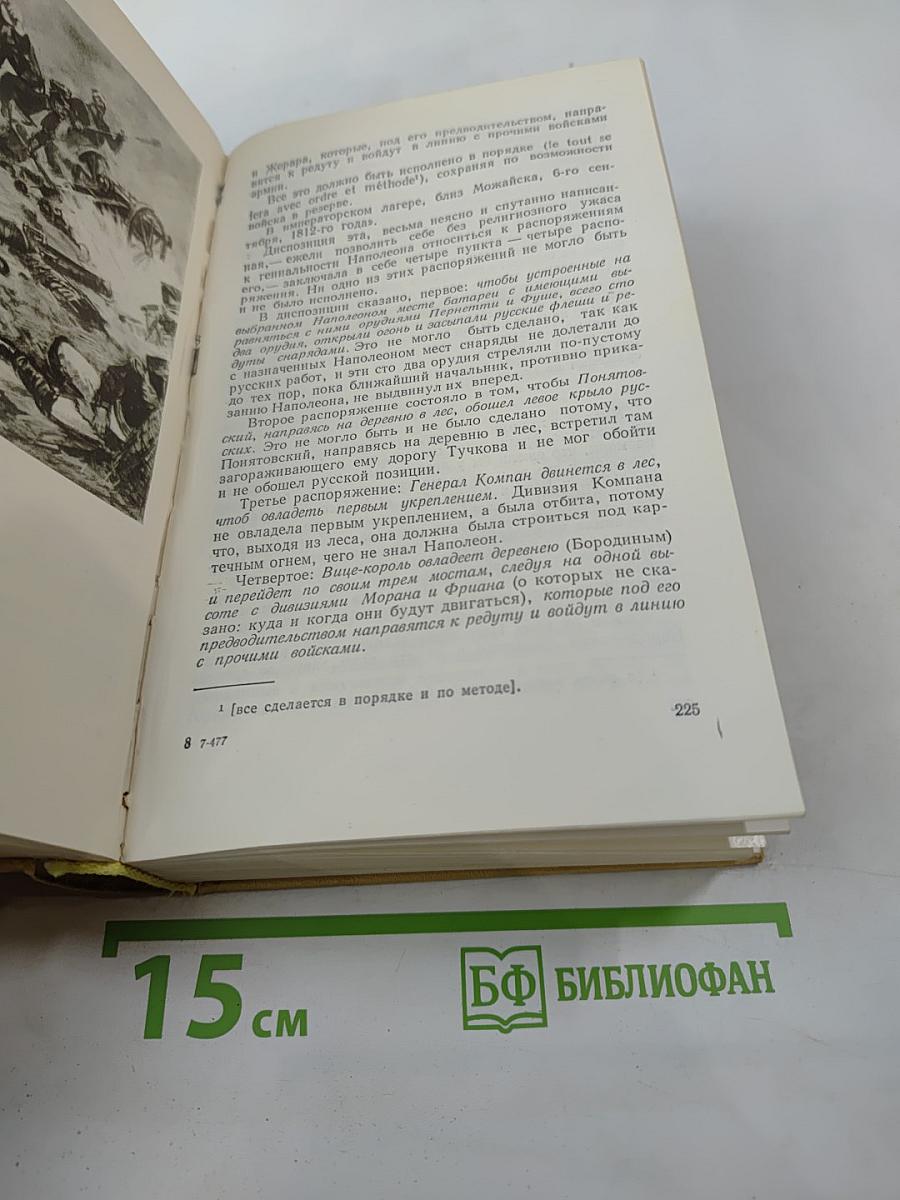 и Жерара, которые, под его предводительством, напра-
вятся к редуту и войдут в линию с прочими войсками
армии.
Все это должно быть исполнено в порядке (le tout se
fera avec ordre et méthode¹), сохраняя по возможности
войска в резерве.
В императорском лагере, близ Можайска, 6-го сен-
тября, 1812-го года».
Диспозиция эта, весьма неясно и спутанно написан-
ная,— ежели позволить себе без религиозного ужаса
к гениальности Наполеона относиться к распоряжениям
его,— заключала в себе четыре пункта — четыре распо-
ряжения. Ни одно из этих распоряжений не могло быть
и не было исполнено.
В диспозиции сказано, первое: чтобы устроенные на
выбранном Наполеоном месте батареи с имеющими вы-
равняться с ними орудиями Пернетти и Фуше, всего сто
два орудия, открыли огонь и засыпали русские флеши и ре-
дуты снарядами. Это не могло быть сделано, так как
с назначенных Наполеоном мест снаряды не долетали до
русских работ, и эти сто два орудия стреляли по-пустому
до тех пор, пока ближайший начальник, противно прика-
занию Наполеона, не выдвинул их вперед.
Второе распоряжение состояло в том, чтобы Понятов-
ский, направясь на деревню в лес, обошел левое крыло рус-
ских. Это не могло быть и не было сделано потому, что
Понятовский, направясь на деревню в лес, встретил там
загораживающего ему дорогу Тучкова и не мог обойти
и не обошел русской позиции.
Третье распоряжение: Генерал Компан двинется в лес,
чтоб овладеть первым укреплением. Дивизия Компана
не овладела первым укреплением, а была отбита, потому
что, выходя из леса, она должна была строиться под кар-
течным огнем, чего не знал Наполеон.
Четвертое: Вице-король овладеет деревнею (Бородиным)
и перейдет по своим трем мостам, следуя на одной вы-
соте с дивизиями Морана и Фриана (о которых не ска-
зано: куда и когда они будут двигаться), которые под его
предводительством направятся к редуту и войдут в линию
с прочими войсками.
¹ [все сделается в порядке и по методе].
225
8 7-477
15 см
БФ БИБЛИОФАН